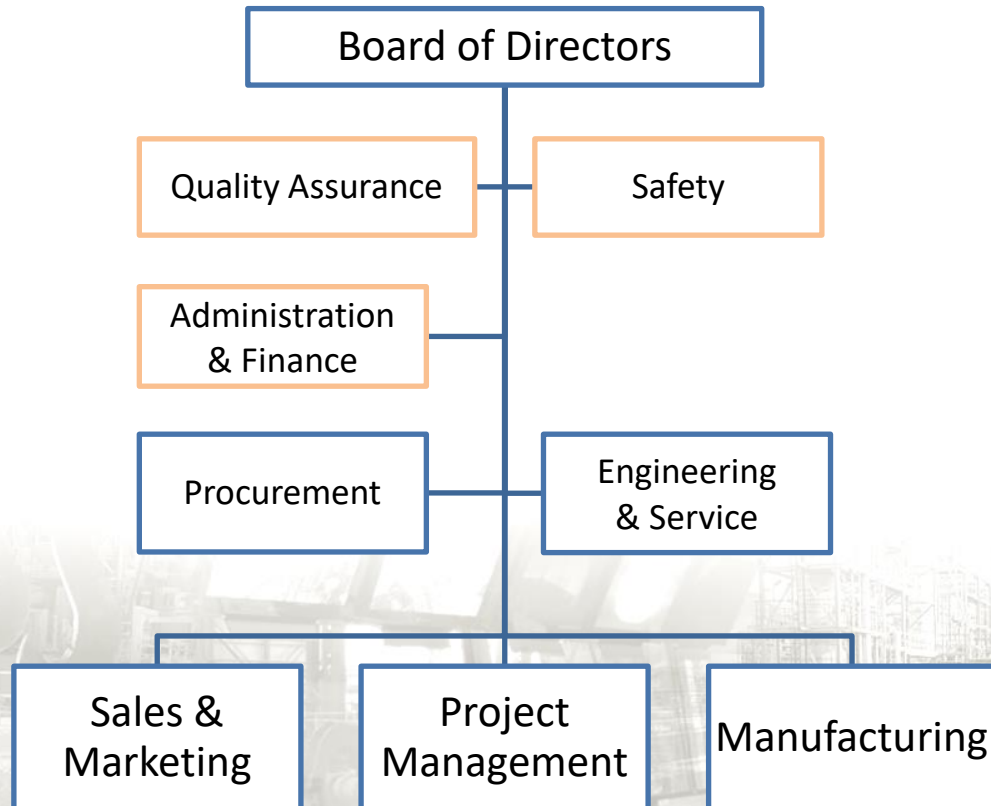 Board of Directors
Quality Assurance
Safety
Administration
& Finance
Procurement
Engineering
& Service
Sales &
Marketing
Project
Management
Manufacturing